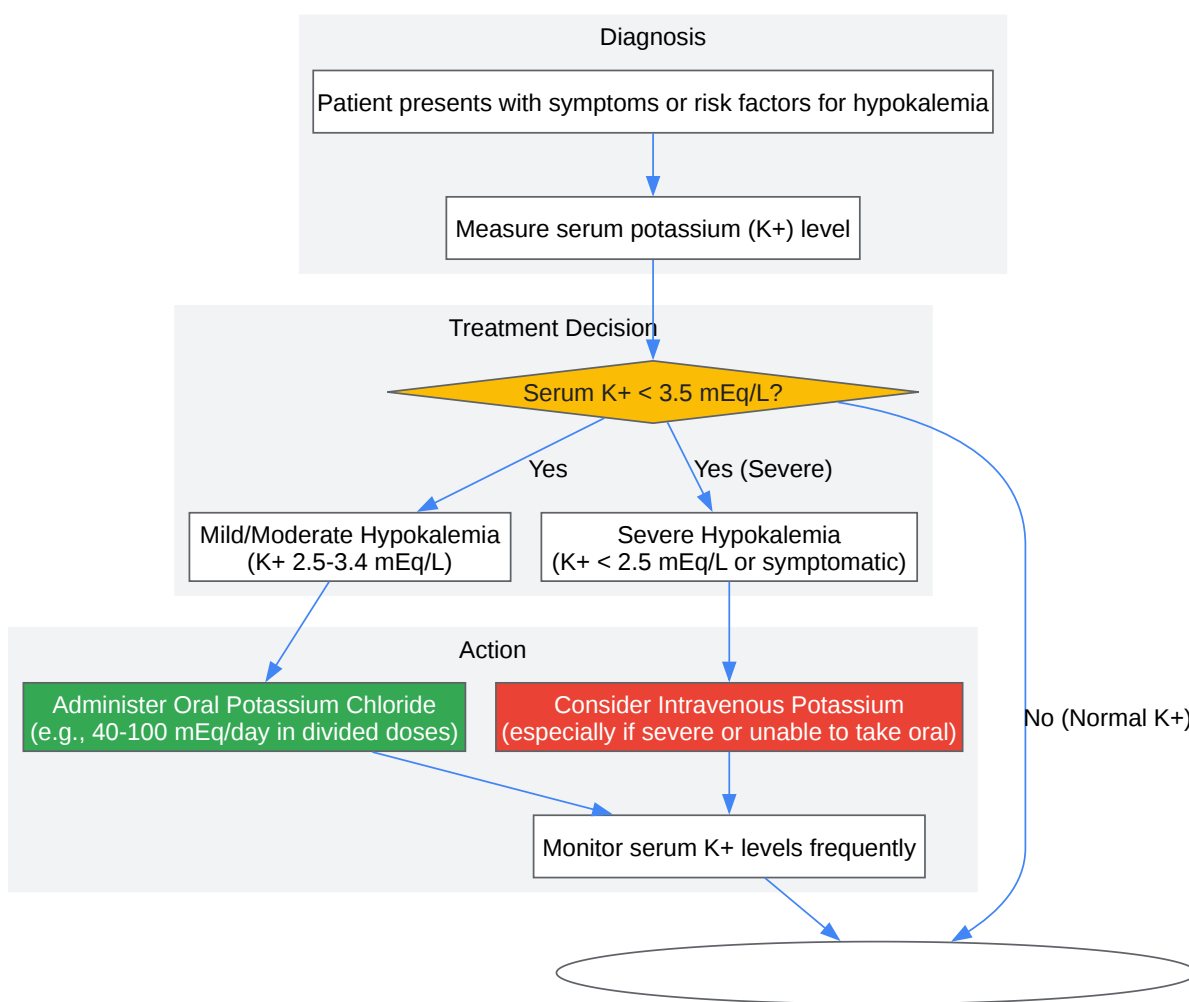 Diagnosis
Patient presents with symptoms or risk factors for hypokalemia
Measure serum potassium (K+) level
Treatment Decision
Serum K+ < 3.5 mEq/L?
Yes
Yes (Severe)
Mild/Moderate Hypokalemia
(K+ 2.5-3.4 mEq/L)
Severe Hypokalemia
(K+ < 2.5 mEq/L or symptomatic)
Action
Administer Oral Potassium Chloride
(e.g., 40-100 mEq/day in divided doses)
Consider Intravenous Potassium
(especially if severe or unable to take oral)
No (Normal K+)
Monitor serum K+ levels frequently